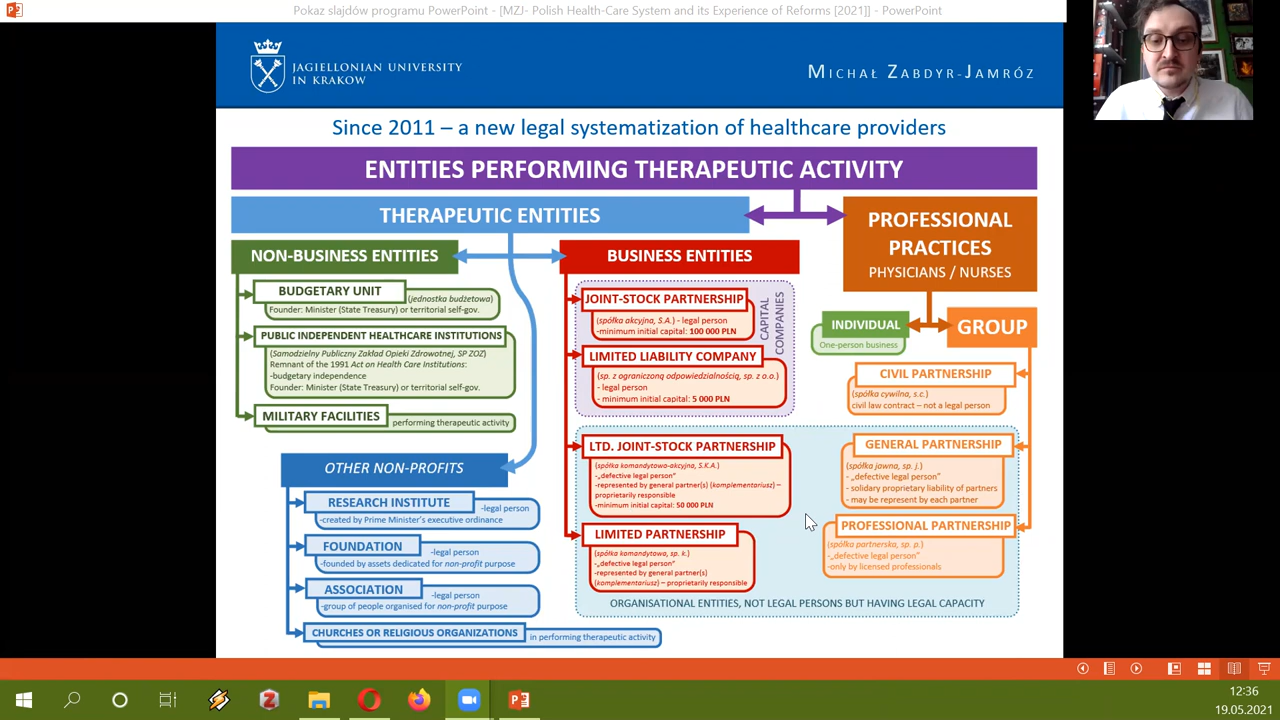 Pokaz slajdów programu PowerPoint - [MZJ- Polish Health-Care System and its Experience of Reforms [2021]] - PowerPoint
JAGIELLONIAN UNIVERSITY
IN KRAKOW
MICHAŁ ZABDYR-JAMRÓZ
Since 2011 – a new legal systematization of healthcare providers
ENTITIES PERFORMING THERAPEUTIC ACTIVITY
THERAPEUTIC ENTITIES
PROFESSIONAL
PRACTICES
PHYSICIANS / NURSES
NON-BUSINESS ENTITIES
BUDGETARY UNIT
(jednostka budżetowa)
Founder: Minister (State Treasury) or territorial self-gov.
PUBLIC INDEPENDENT HEALTHCARE INSTITUTIONS
(Samodzielny Publiczny Zakład Opieki Zdrowotnej, SP ZOZ)
Remnant of the 1991 Act on Health Care Institutions:
-budgetary independence
Founder: Minister (State Treasury) or territorial self-gov.
MILITARY FACILITIES
performing therapeutic activity
OTHER NON-PROFITS
RESEARCH INSTITUTE
-legal person
-created by Prime Minister's executive ordinance
FOUNDATION
-legal person
-founded by assets dedicated for non-profit purpose
ASSOCIATION
-legal person
-group of people organised for non-profit purpose
CHURCHES OR RELIGIOUS ORGANIZATIONS
in performing therapeutic activity
BUSINESS ENTITIES
JOINT-STOCK PARTNERSHIP
(spółka akcyjna, S.A.) - legal person
-minimum initial capital: 100 000 PLN
LIMITED LIABILITY COMPANY
(sp. z ograniczoną odpowiedzialnością, sp. z o.o.)
- legal person
- minimum initial capital: 5 000 PLN
CAPITAL
COMPANIES
LTD. JOINT-STOCK PARTNERSHIP
(spółka komandytowo-akcyjna, S.K.A.)
-„defective legal person"
-represented by general partner(s) (komplementariusz) –
proprietarily responsible
-minimum initial capital: 50 000 PLN
LIMITED PARTNERSHIP
(spółka komandytowa, sp. k.)
-„defective legal person"
-represented by general partner(s)
(komplementariusz) – proprietarily responsible
INDIVIDUAL
One-person business
GROUP
CIVIL PARTNERSHIP
(spółka cywilna, s.c.)
civil law contract – not a legal person
GENERAL PARTNERSHIP
(spółka jawna, sp. j.)
- „defective legal person"
- solidary proprietary liability of partners
- may be represent by each partner
PROFESSIONAL PARTNERSHIP
(spółka partnerska, sp. p.)
-„defective legal person"
-only by licensed professionals
ORGANISATIONAL ENTITIES, NOT LEGAL PERSONS BUT HAVING LEGAL CAPACITY
12:36
19.05.2021